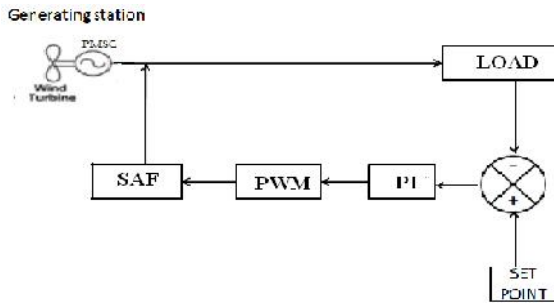 Generating station
PMSG
Wind
Turbine
LOAD
SAF
PWM
PI
-
+
SET
POINT